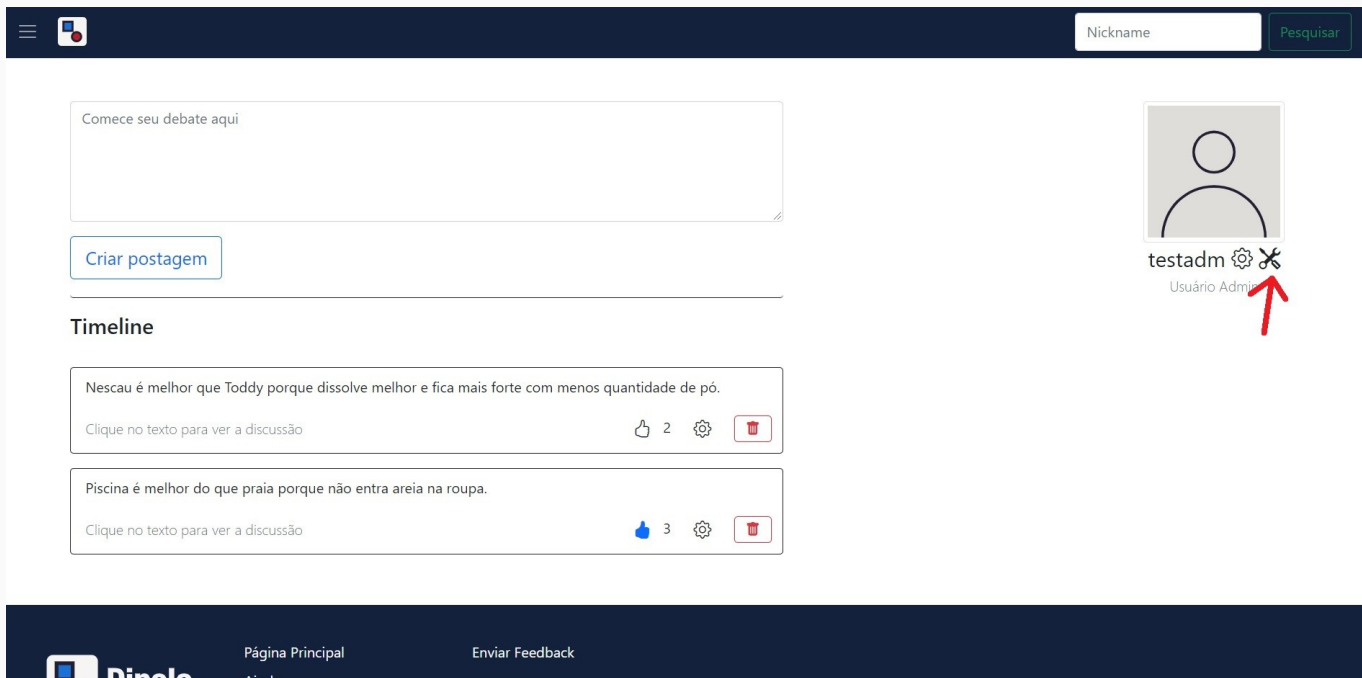 Nickname
Pesquisar
Comece seu debate aqui
Criar postagem
testadm
Usuário Admin
Timeline
Nescau é melhor que Toddy porque dissolve melhor e fica mais forte com menos quantidade de pó.
Clique no texto para ver a discussão
2
Piscina é melhor do que praia porque não entra areia na roupa.
Clique no texto para ver a discussão
3
Página Principal
Enviar Feedback